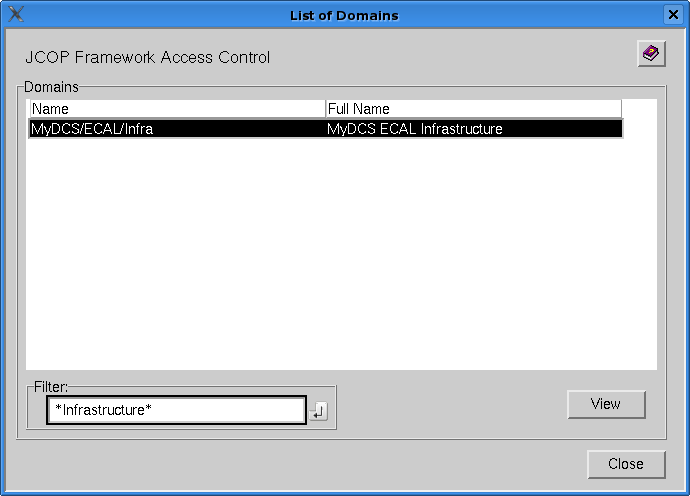 List of Domains
JCOP Framework Access Control
Domains
Name Full Name
MyDCS/ECAL/Infra MyDCS ECAL Infrastructure
Filter:
*Infrastructure*
View
Close